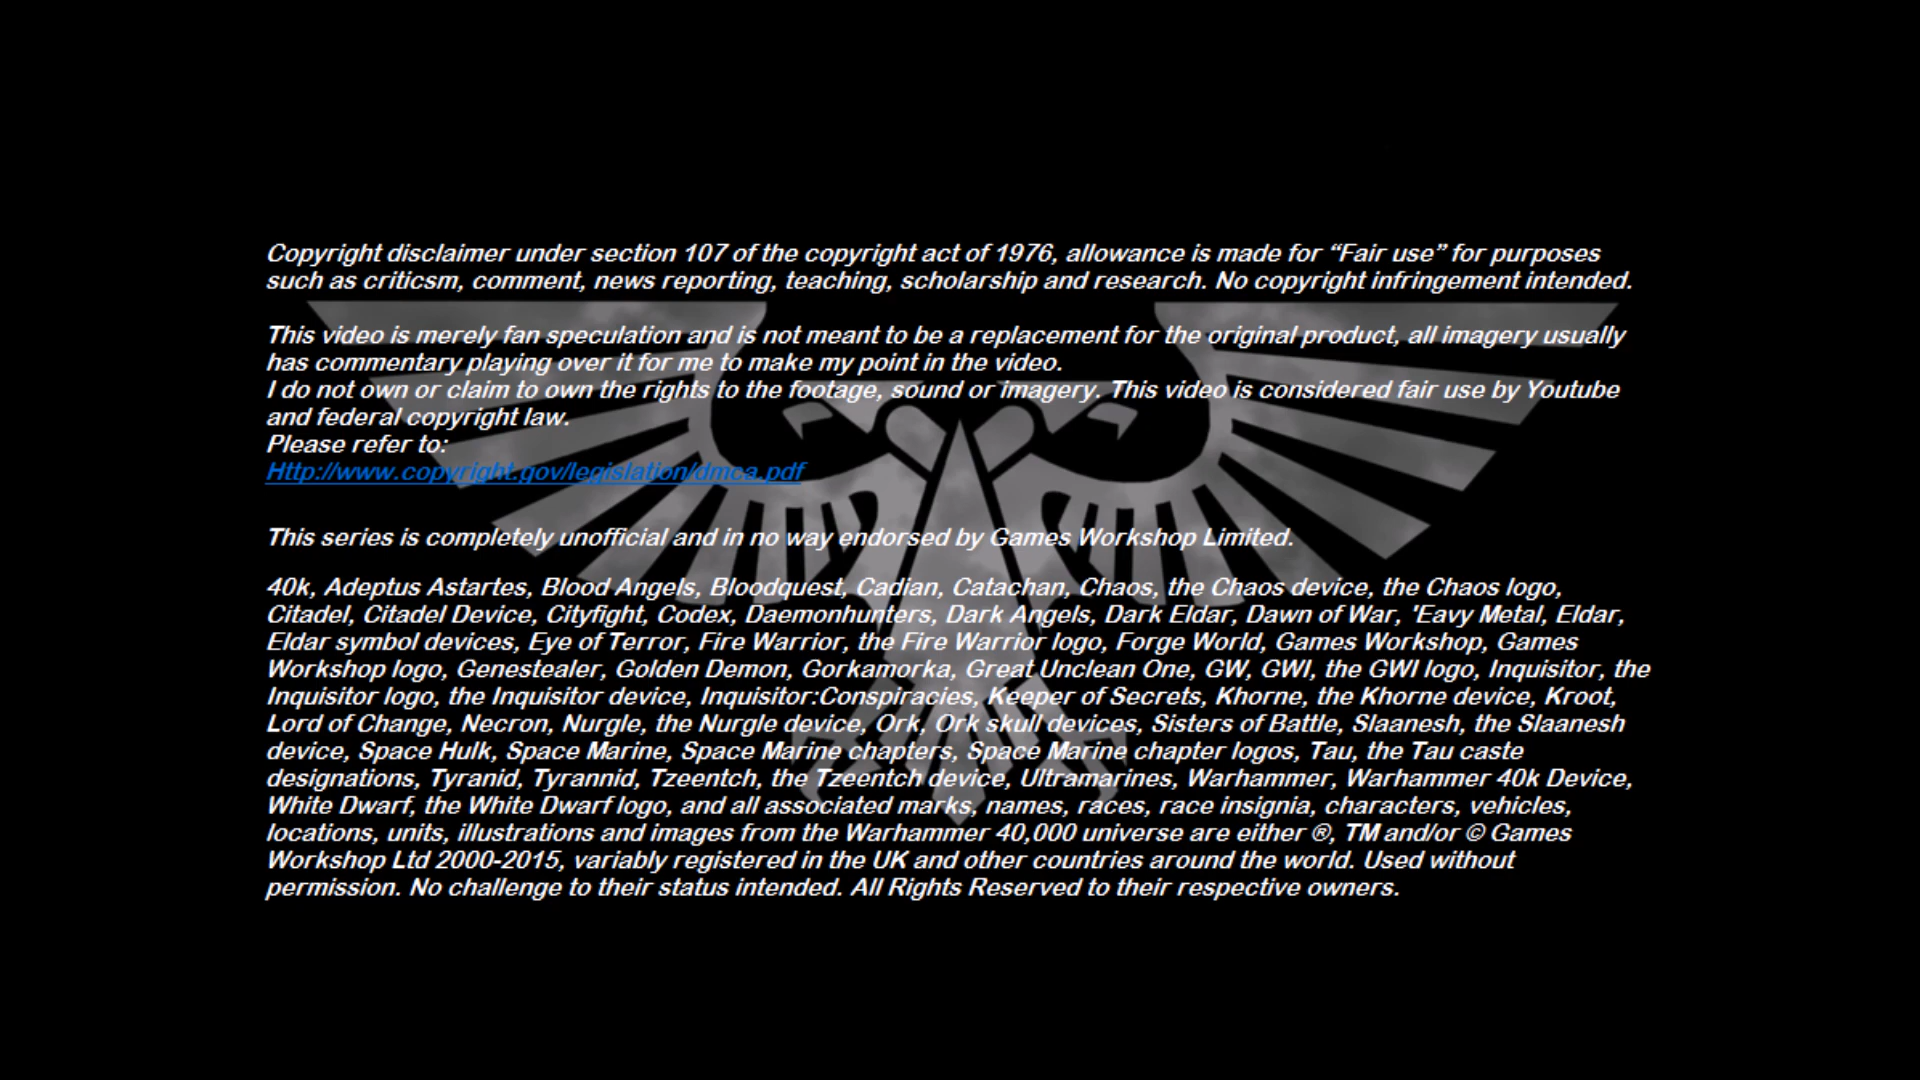 Copyright disclaimer under section 107 of the copyright act of 1976, allowance is made for “Fair use” for purposes
such as criticsm, comment, news reporting, teaching, scholarship and research. No copyright infringement intended.
This video is merely fan speculation and is not meant to be a replacement for the original product, all imagery usually
has commentary playing over it for me to make my point in the video.
I do not own or claim to own the rights to the footage, sound or imagery. This video is considered fair use by Youtube
and federal copyright law.
Please refer to:
Http://www.copyright.gov/legislation/dmca.pdf
This series is completely unofficial and in no way endorsed by Games Workshop Limited.
40k, Adeptus Astartes, Blood Angels, Bloodquest, Cadian, Catachan, Chaos, the Chaos device, the Chaos logo,
Citadel, Citadel Device, Cityfight, Codex, Daemonhunters, Dark Angels, Dark Eldar, Dawn of War, 'Eavy Metal, Eldar,
Eldar symbol devices, Eye of Terror, Fire Warrior, the Fire Warrior logo, Forge World, Games Workshop, Games
Workshop logo, Genestealer, Golden Demon, Gorkamorka, Great Unclean One, GW, GWI, the GWI logo, Inquisitor, the
Inquisitor logo, the Inquisitor device, Inquisitor:Conspiracies, Keeper of Secrets, Khorne, the Khorne device, Kroot,
Lord of Change, Necron, Nurgle, the Nurgle device, Ork, Ork skull devices, Sisters of Battle, Slaanesh, the Slaanesh
device, Space Hulk, Space Marine, Space Marine chapters, Space Marine chapter logos, Tau, the Tau caste
designations, Tyranid, Tyrannid, Tzeentch, the Tzeentch device, Ultramarines, Warhammer, Warhammer 40k Device,
White Dwarf, the White Dwarf logo, and all associated marks, names, races, race insignia, characters, vehicles,
locations, units, illustrations and images from the Warhammer 40,000 universe are either ®, TM and/or © Games
Workshop Ltd 2000-2015, variably registered in the UK and other countries around the world. Used without
permission. No challenge to their status intended. All Rights Reserved to their respective owners.